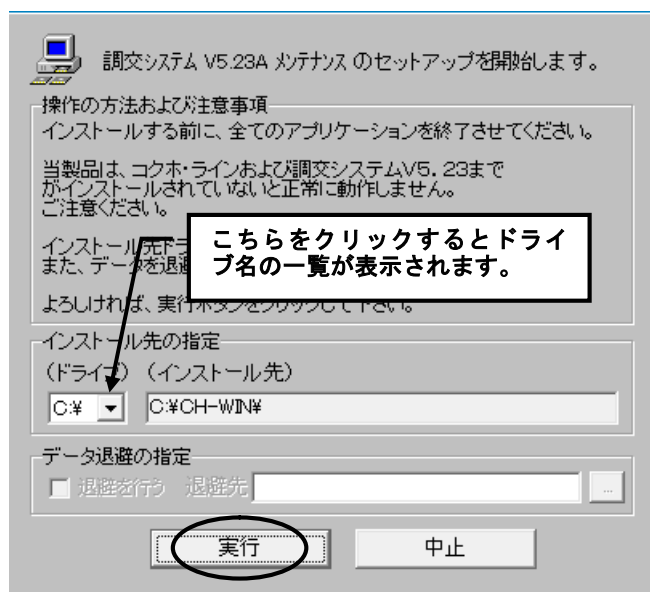 調交システム V5.23A メンテナンス のセットアップを開始します。
操作の方法および注意事項
インストールする前に、全てのアプリケーションを終了させてください。
当製品は、コクホ・ラインおよび調交システムV5.23まで
がインストールされていないと正常に動作しません。
ご注意ください。
インストール先ドラ
また、データを退避
こちらをクリックするとドライ
ブ名の一覧が表示されます。
よろしければ、実行ボタンをクリックして下さい。
インストール先の指定
(ドライブ) (インストール先)
C:¥ C:¥CH-WIN¥
データ退避の指定
退避を行う 退避先 ...
実行 中止